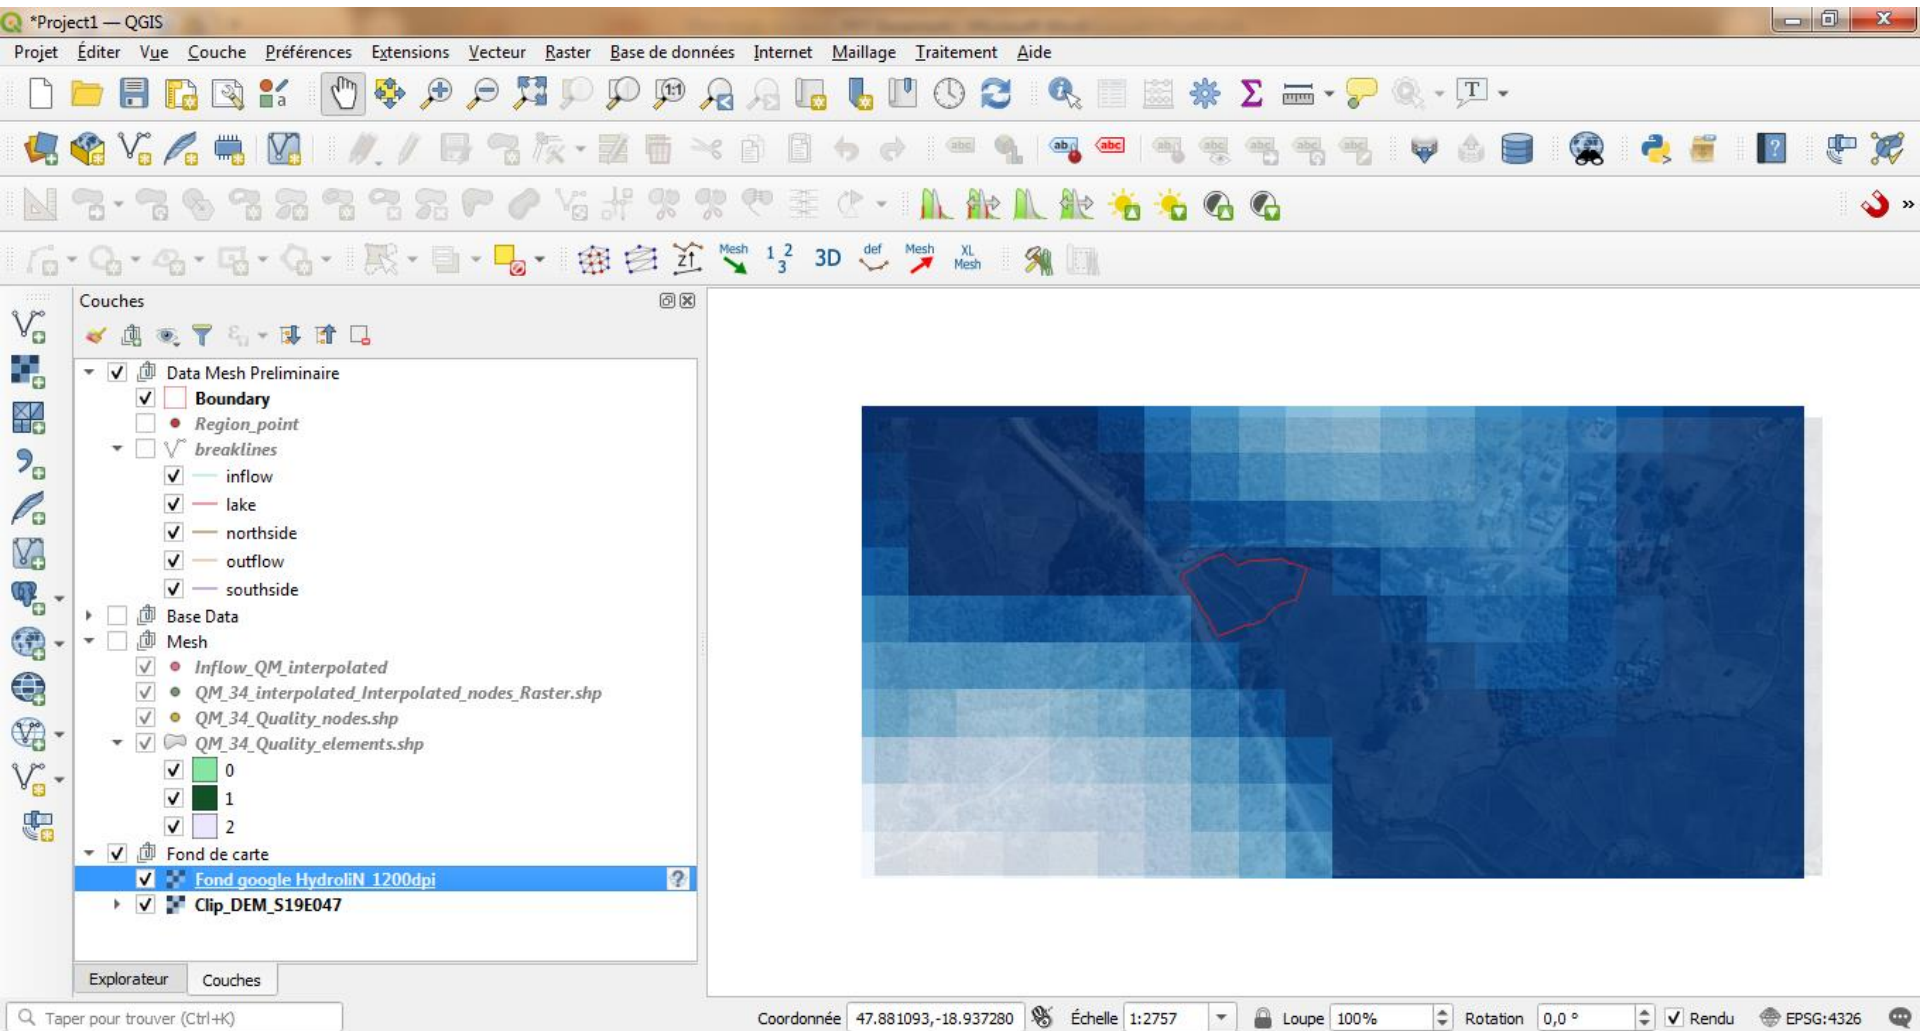 *Project1 — QGIS
Projet Éditer Vue Couche Préférences Extensions Vecteur Raster Base de données Internet Maillage Traitement Aide
Mesh 1 2 3 3D def Mesh XL Mesh
Couches
Data Mesh Preliminaire
Boundary
Region_point
breaklines
inflow
lake
northside
outflow
southside
Base Data
Mesh
Inflow_QM_interpolated
QM_34_interpolated_Interpolated_nodes_Raster.shp
QM_34_Quality_nodes.shp
QM_34_Quality_elements.shp
0
1
2
Fond de carte
Fond google HydroliN_1200dpi
Clip_DEM_S19E047
Explorateur Couches
Taper pour trouver (Ctrl+K) Coordonnée 47.881093,-18.937280 Échelle 1:2757 Loupe 100% Rotation 0,0 ° Rendu EPSG:4326